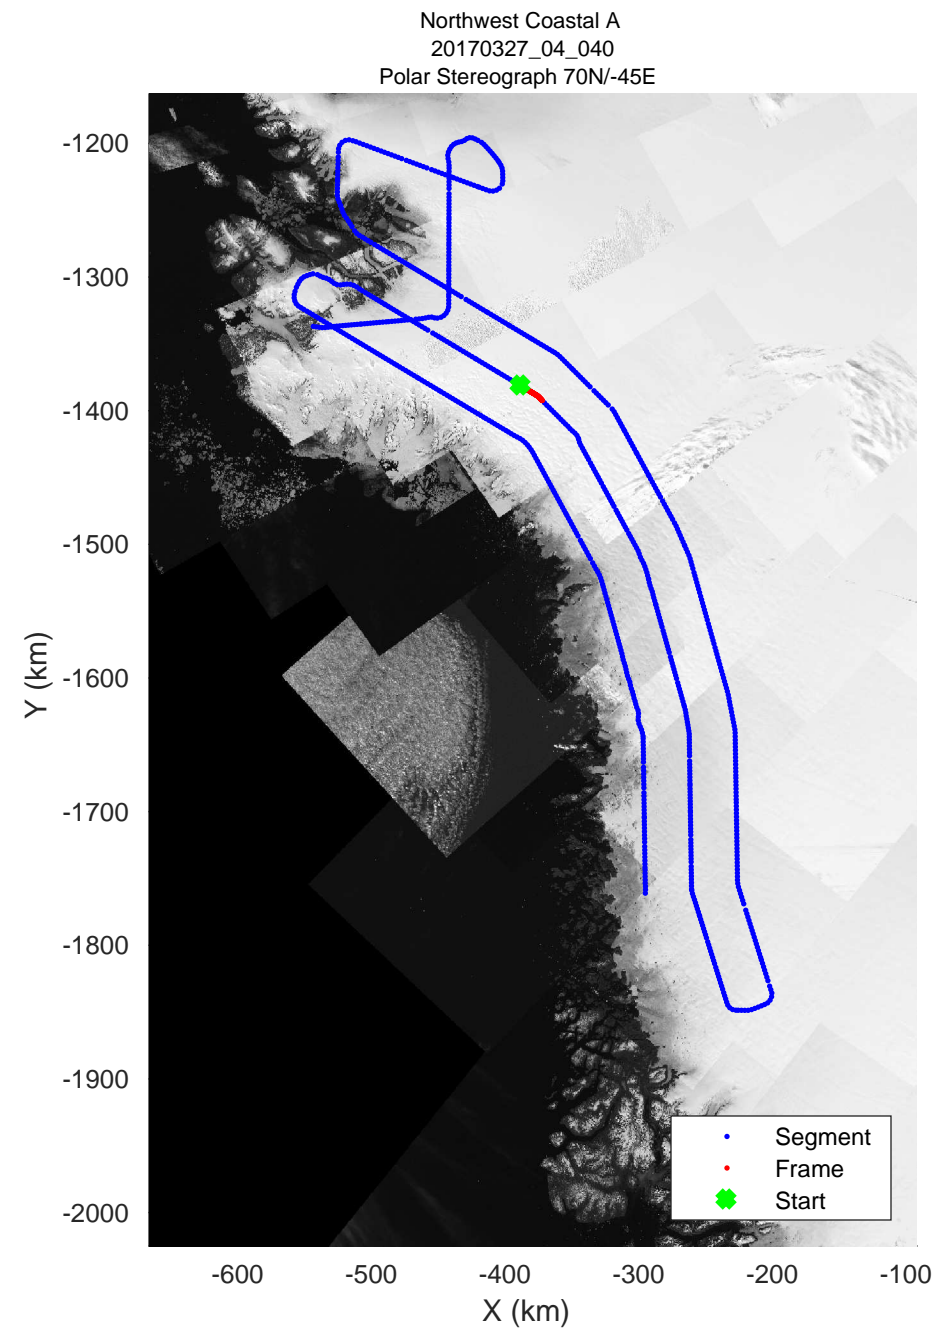 Northwest Coastal A
20170327_04_040
Polar Stereograph 70N/-45E
-1200
-1300
-1400
-1500
-1600
-1700
-1800
-1900
-2000
Y (km)
Segment
Frame
Start
-600 -500 -400 -300 -200 -100
X (km)